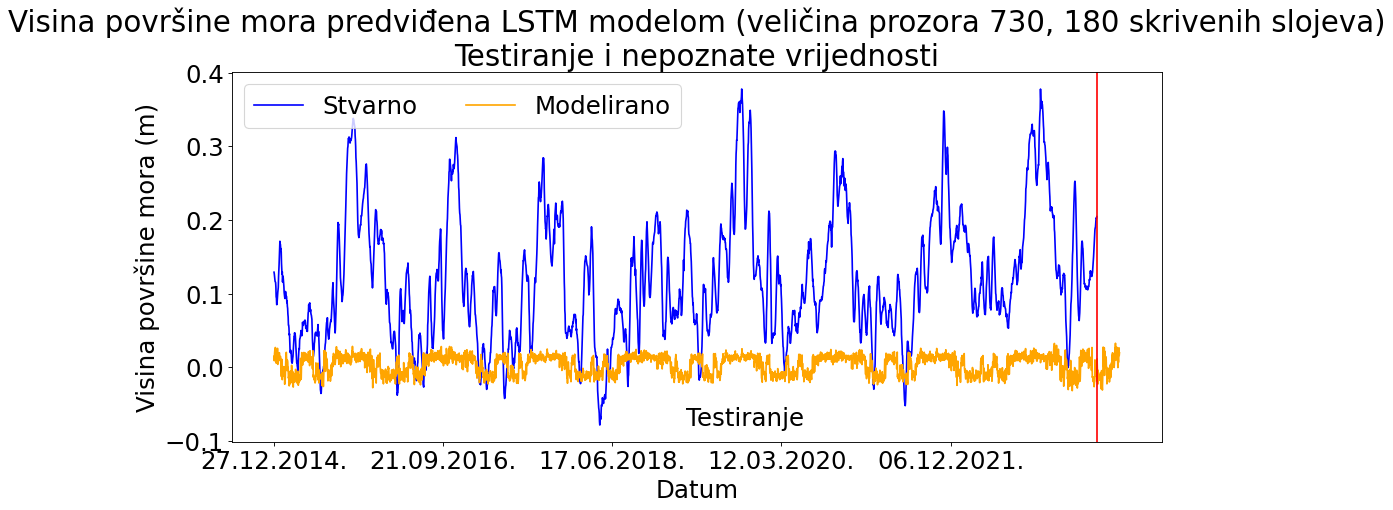 Visina površine mora predviđena LSTM modelom (veličina prozora 730, 180 skrivenih slojeva)
Testiranje i nepoznate vrijednosti
Stvarno
Modelirano
Visina površine mora (m)
0.4
0.3
0.2
0.1
0.0
−0.1
Testiranje
27.12.2014.
21.09.2016.
17.06.2018.
12.03.2020.
06.12.2021.
Datum